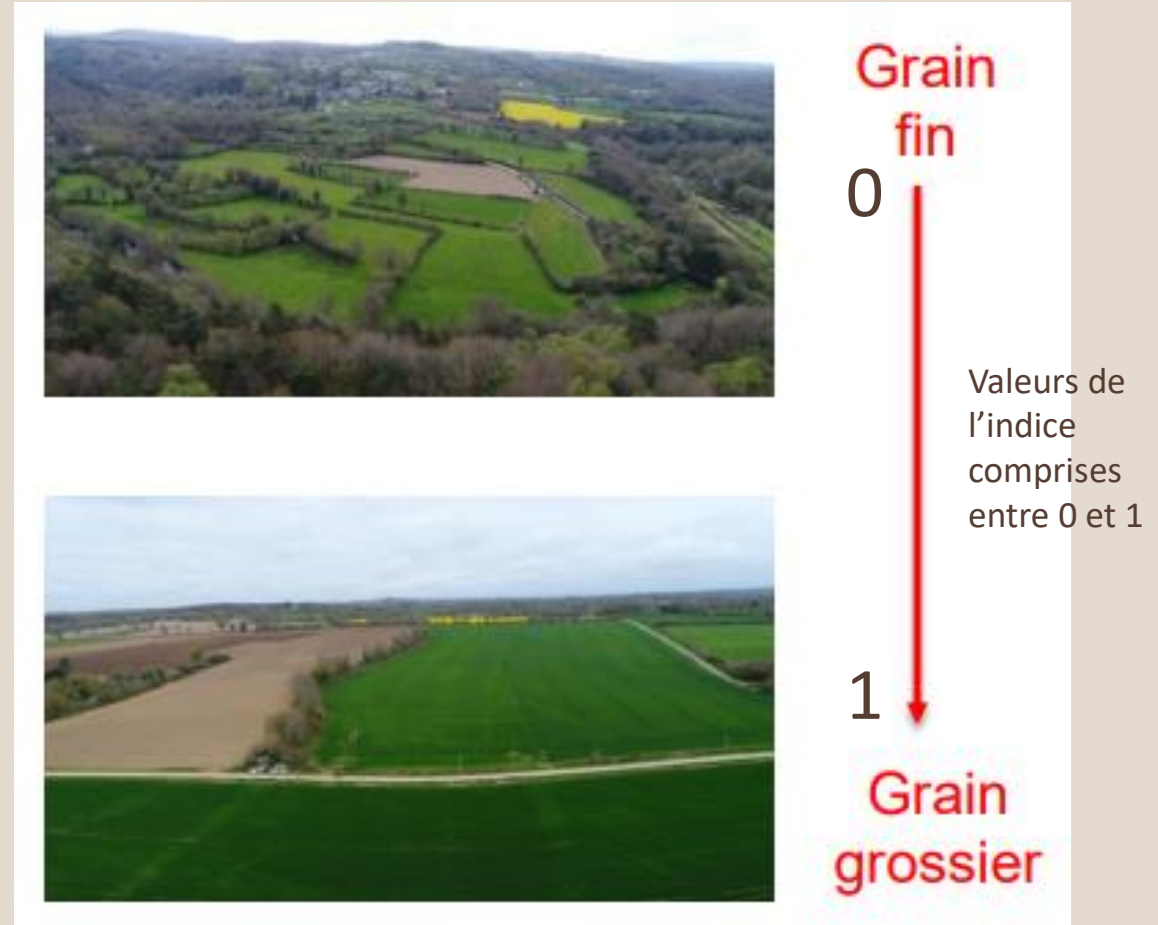 Grain
fin
0
Valeurs de
l’indice
comprises
entre 0 et 1
1
Grain
grossier